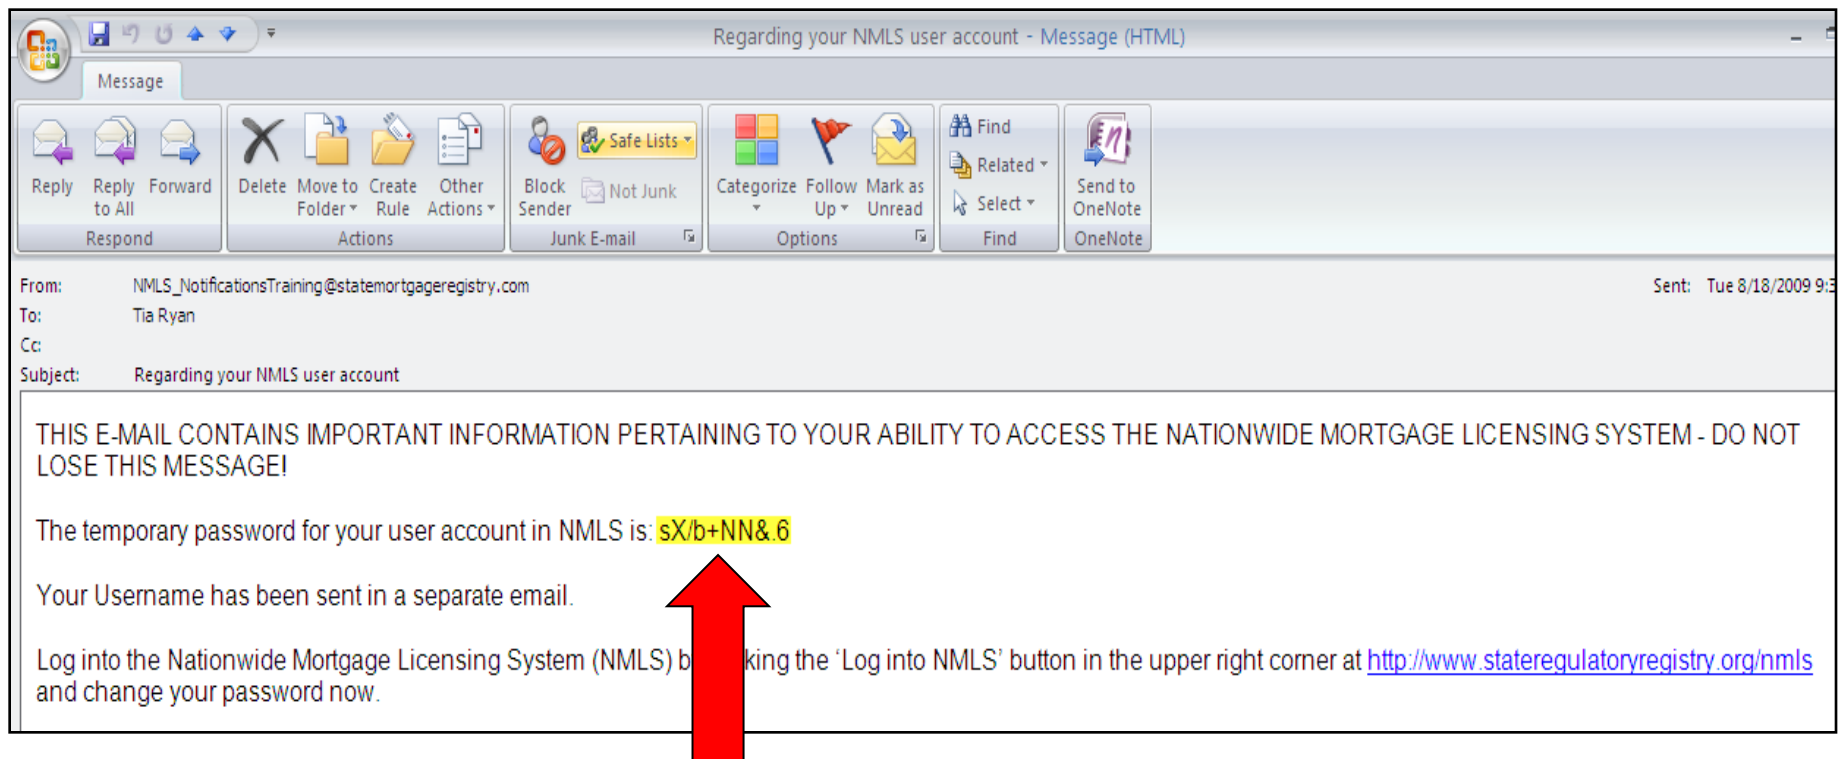 Regarding your NMLS user account - Message (HTML)
Message
Reply
Reply to All
Forward
Respond
Delete
Move to Folder
Create Rule
Other Actions
Actions
Block Sender
Safe Lists
Not Junk
Junk E-mail
Categorize
Follow Up
Mark as Unread
Options
Find
Related
Select
Find
Send to OneNote
OneNote
From: NMLS_NotificationsTraining@statemortgageregistry.com
Sent: Tue 8/18/2009
To: Tia Ryan
Cc:
Subject: Regarding your NMLS user account
THIS E-MAIL CONTAINS IMPORTANT INFORMATION PERTAINING TO YOUR ABILITY TO ACCESS THE NATIONWIDE MORTGAGE LICENSING SYSTEM - DO NOT
LOSE THIS MESSAGE!
The temporary password for your user account in NMLS is: sX/b+NN&.6
Your Username has been sent in a separate email.
Log into the Nationwide Mortgage Licensing System (NMLS) the 'Log into NMLS' button in the upper right corner at http://www.stateregulatoryregistry.org/nmls
and change your password now.